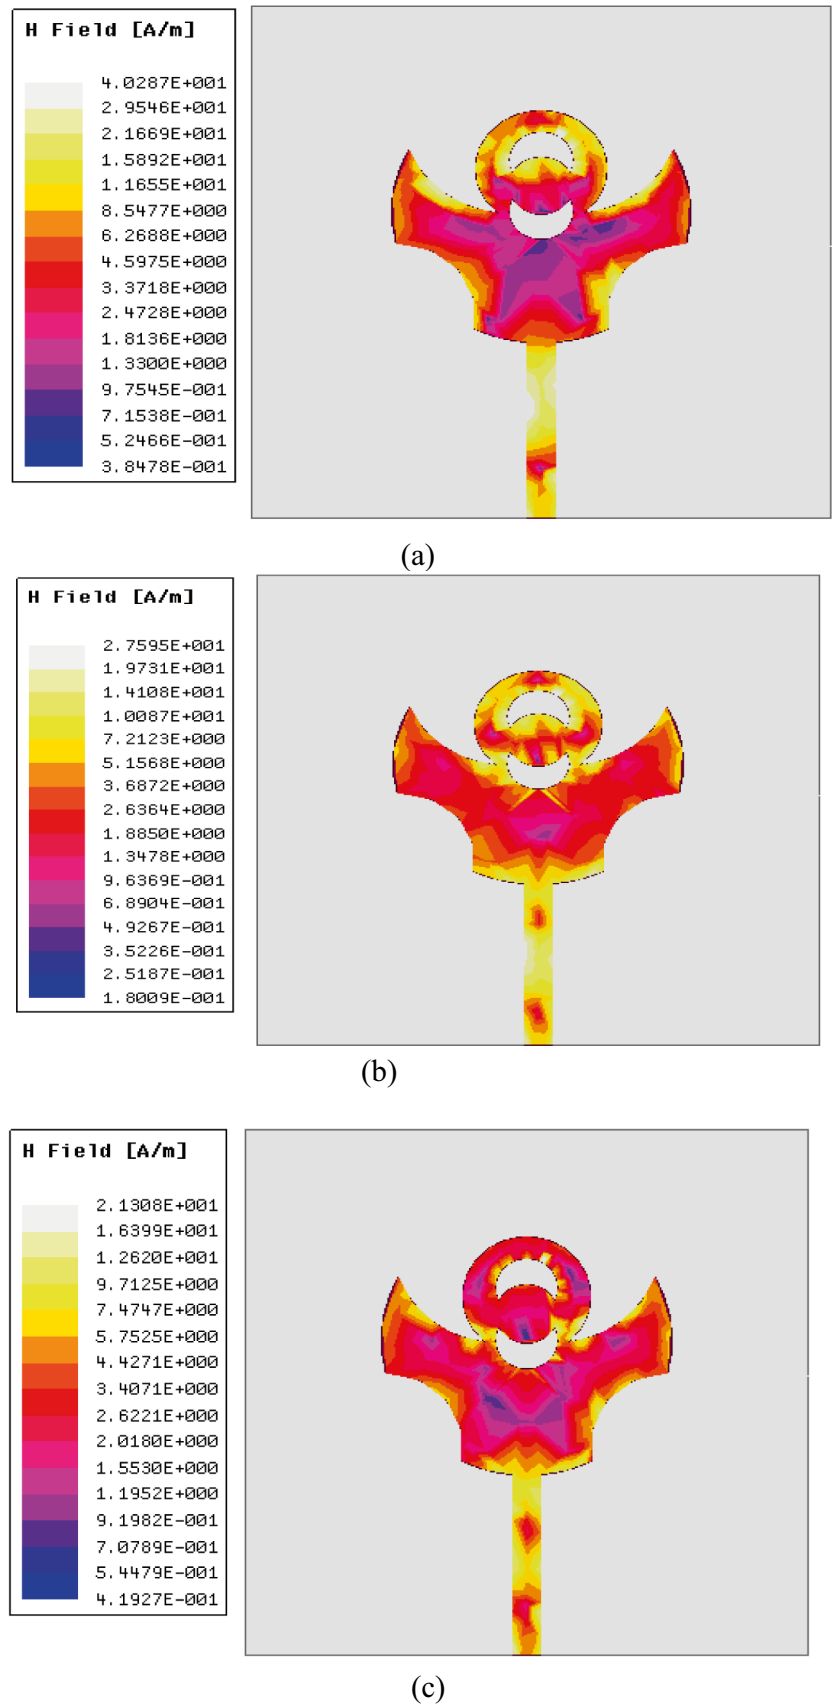 H Field [A/m]
4.0287E+001
2.9546E+001
2.1669E+001
1.5892E+001
1.1655E+001
8.5477E+000
6.2688E+000
4.5975E+000
3.3718E+000
2.4728E+000
1.8136E+000
1.3300E+000
9.7545E-001
7.1538E-001
5.2466E-001
3.8478E-001
(a)
H Field [A/m]
2.7595E+001
1.9731E+001
1.4108E+001
1.0087E+001
7.2123E+000
5.1568E+000
3.6872E+000
2.6364E+000
1.8850E+000
1.3478E+000
9.6369E-001
6.8904E-001
4.9267E-001
3.5226E-001
2.5187E-001
1.8009E-001
(b)
H Field [A/m]
2.1308E+001
1.6399E+001
1.2620E+001
9.7125E+000
7.4747E+000
5.7525E+000
4.4271E+000
3.4071E+000
2.6221E+000
2.0180E+000
1.5530E+000
1.1952E+000
9.1982E-001
7.0789E-001
5.4479E-001
4.1927E-001
(c)